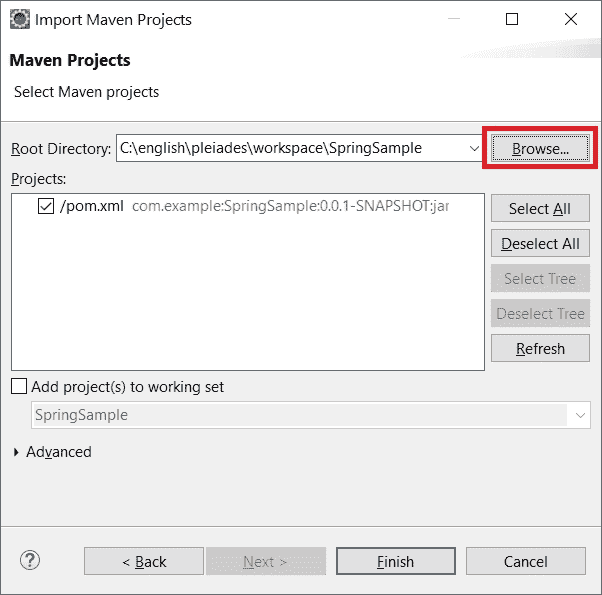 Import Maven Projects
Maven Projects
Select Maven projects
Root Directory: C:\english\pleiades\workspace\SpringSample Browse...
Projects:
/pom.xml com.example:SpringSample:0.0.1-SNAPSHOT:jar
Select All
Deselect All
Select Tree
Deselect Tree
Refresh
Add project(s) to working set
SpringSample
Advanced
? < Back Next > Finish Cancel